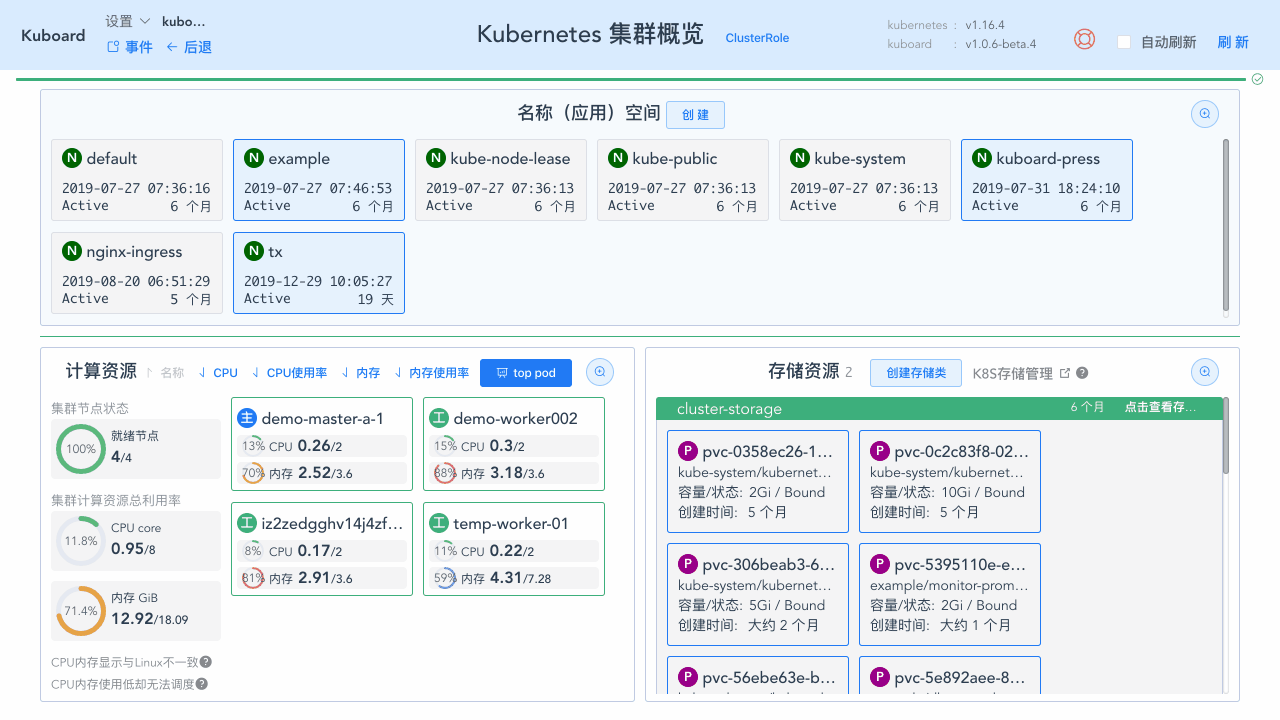 Kuboard
设置 kubo…
事件 后退
Kubernetes 集群概览 ClusterRole
kubernetes : v1.16.4
kuboard : v1.0.6-beta.4
自动刷新 刷 新
名称（应用）空间 创 建
N default
2019-07-27 07:36:16
Active 6 个月
N example
2019-07-27 07:46:53
Active 6 个月
N kube-node-lease
2019-07-27 07:36:13
Active 6 个月
N kube-public
2019-07-27 07:36:13
Active 6 个月
N kube-system
2019-07-27 07:36:13
Active 6 个月
N kuboard-press
2019-07-31 18:24:10
Active 6 个月
N nginx-ingress
2019-08-20 06:51:29
Active 5 个月
N tx
2019-12-29 10:05:27
Active 19 天
计算资源 名称 CPU CPU使用率 内存 内存使用率 top pod
集群节点状态
100% 就绪节点
4/4
集群计算资源总利用率
11.8% CPU core
0.95/8
71.4% 内存 GiB
12.92/18.09
CPU内存显示与Linux不一致?
CPU内存使用低却无法调度?
主 demo-master-a-1
13% CPU 0.26/2
70% 内存 2.52/3.6
工 demo-worker002
15% CPU 0.3/2
88% 内存 3.18/3.6
工 iz2zedgghv14j4zf…
8% CPU 0.17/2
81% 内存 2.91/3.6
工 temp-worker-01
11% CPU 0.22/2
59% 内存 4.31/7.28
存储资源 2 创建存储类 K8S存储管理 ?
cluster-storage 6 个月 点击查看存…
P pvc-0358ec26-1…
kube-system/kubernet…
容量/状态: 2Gi / Bound
创建时间: 5 个月
P pvc-0c2c83f8-02…
kube-system/kubernet…
容量/状态: 10Gi / Bound
创建时间: 5 个月
P pvc-306beab3-6…
kube-system/kubernet…
容量/状态: 5Gi / Bound
创建时间: 大约 2 个月
P pvc-5395110e-e…
example/monitor-prom…
容量/状态: 2Gi / Bound
创建时间: 大约 1 个月
P pvc-56ebe63e-b…
P pvc-5e892aee-8…